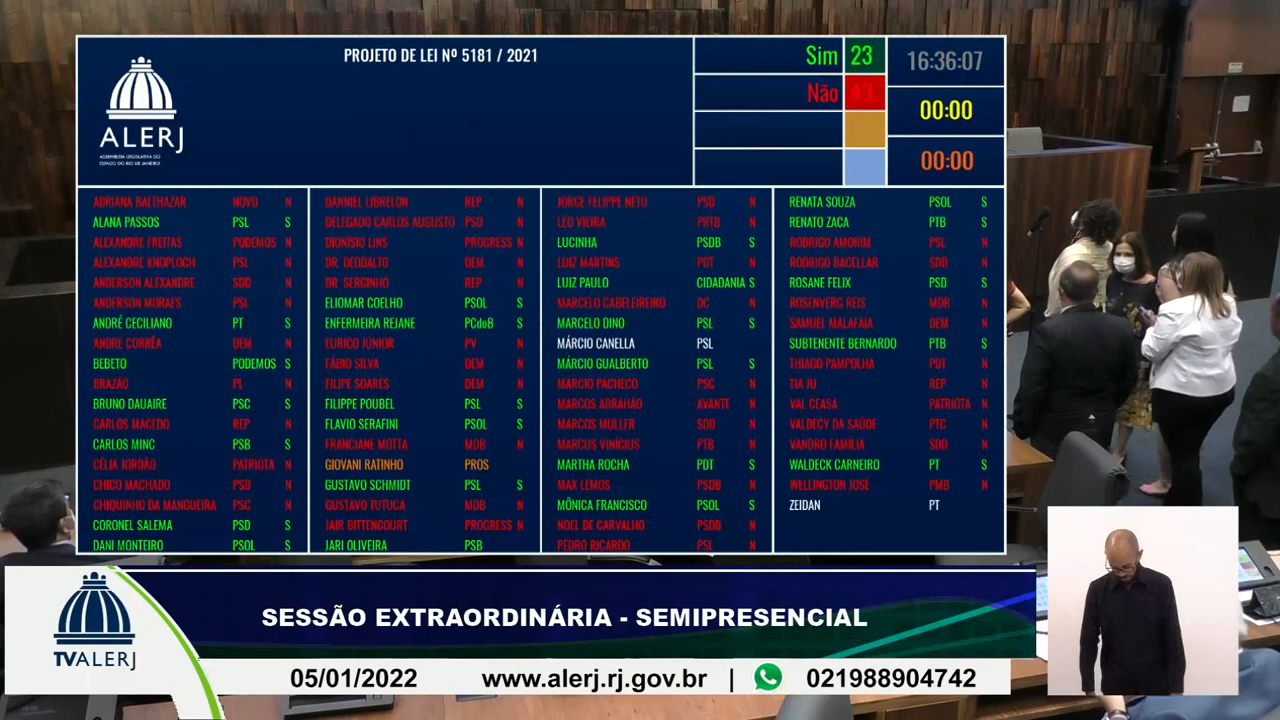 PROJETO DE LEI Nº 5181 / 2021
Sim 23
Não 43
16:36:07
00:00
00:00
ALERJ
ASSEMBLEIA LEGISLATIVA DO
ESTADO DO RIO DE JANEIRO
ADRIANA BALTHAZAR NOVO N
ALANA PASSOS PSL S
ALEXANDRE FREITAS PODEMOS N
ALEXANDRE KNOPLOCH PSL N
ANDERSON ALEXANDRE SDD N
ANDERSON MORAES PSL N
ANDRÉ CECILIANO PT S
ANDRÉ CORRÊA DEM N
BEBETO PODEMOS S
BRAZÃO PL N
BRUNO DAUAIRE PSC S
CARLOS MACEDO REP N
CARLOS MINC PSB S
CÉLIA JORDÃO PATRIOTA N
CHICO MACHADO PSD N
CHIQUINHO DA MANGUEIRA PSC N
CORONEL SALEMA PSD S
DANI MONTEIRO PSOL S
DANNIEL LIBRELON REP N
DELEGADO CARLOS AUGUSTO PSD N
DIONÍSIO LINS PROGRESS N
DR. DEODALTO DEM N
DR. SERGINHO REP N
ELIOMAR COELHO PSOL S
ENFERMEIRA REJANE PCdoB S
EURICO JÚNIOR PV N
FÁBIO SILVA DEM N
FILIPE SOARES DEM N
FILIPPE POUBEL PSL S
FLAVIO SERAFINI PSOL S
FRANCIANE MOTTA MDB N
GIOVANI RATINHO PROS
GUSTAVO SCHMIDT PSL S
GUSTAVO TUTUCA MDB N
JAIR BITTENCOURT PROGRESS N
JARI OLIVEIRA PSB
JORGE FELIPPE NETO PSD N
LÉO VIEIRA PRTB N
LUCINHA PSDB S
LUIZ MARTINS PDT N
LUIZ PAULO CIDADANIA S
MARCELO CABELEIREIRO DC N
MARCELO DINO PSL S
MÁRCIO CANELLA PSL
MÁRCIO GUALBERTO PSL S
MÁRCIO PACHECO PSC N
MARCOS ABRAHÃO AVANTE N
MARCOS MULLER SDD N
MARCUS VINÍCIUS PTB N
MARTHA ROCHA PDT S
MAX LEMOS PSDB N
MÔNICA FRANCISCO PSOL S
NOEL DE CARVALHO PSDB N
PEDRO RICARDO PSL N
RENATA SOUZA PSOL S
RENATO ZACA PTB S
RODRIGO AMORIM PSL N
RODRIGO BACELLAR SDD N
ROSANE FELIX PSD S
ROSENVERG REIS MDB N
SAMUEL MALAFAIA DEM N
SUBTENENTE BERNARDO PTB S
THIAGO PAMPOLHA PDT N
TIA JU REP N
VAL CEASA PATRIOTA N
VALDECY DA SAÚDE PTC N
VANDRO FAMÍLIA SDD N
WALDECK CARNEIRO PT S
WELLINGTON JOSÉ PMB N
ZEIDAN PT
SESSÃO EXTRAORDINÁRIA - SEMIPRESENCIAL
TVALERJ
05/01/2022 www.alerj.rj.gov.br | 021988904742